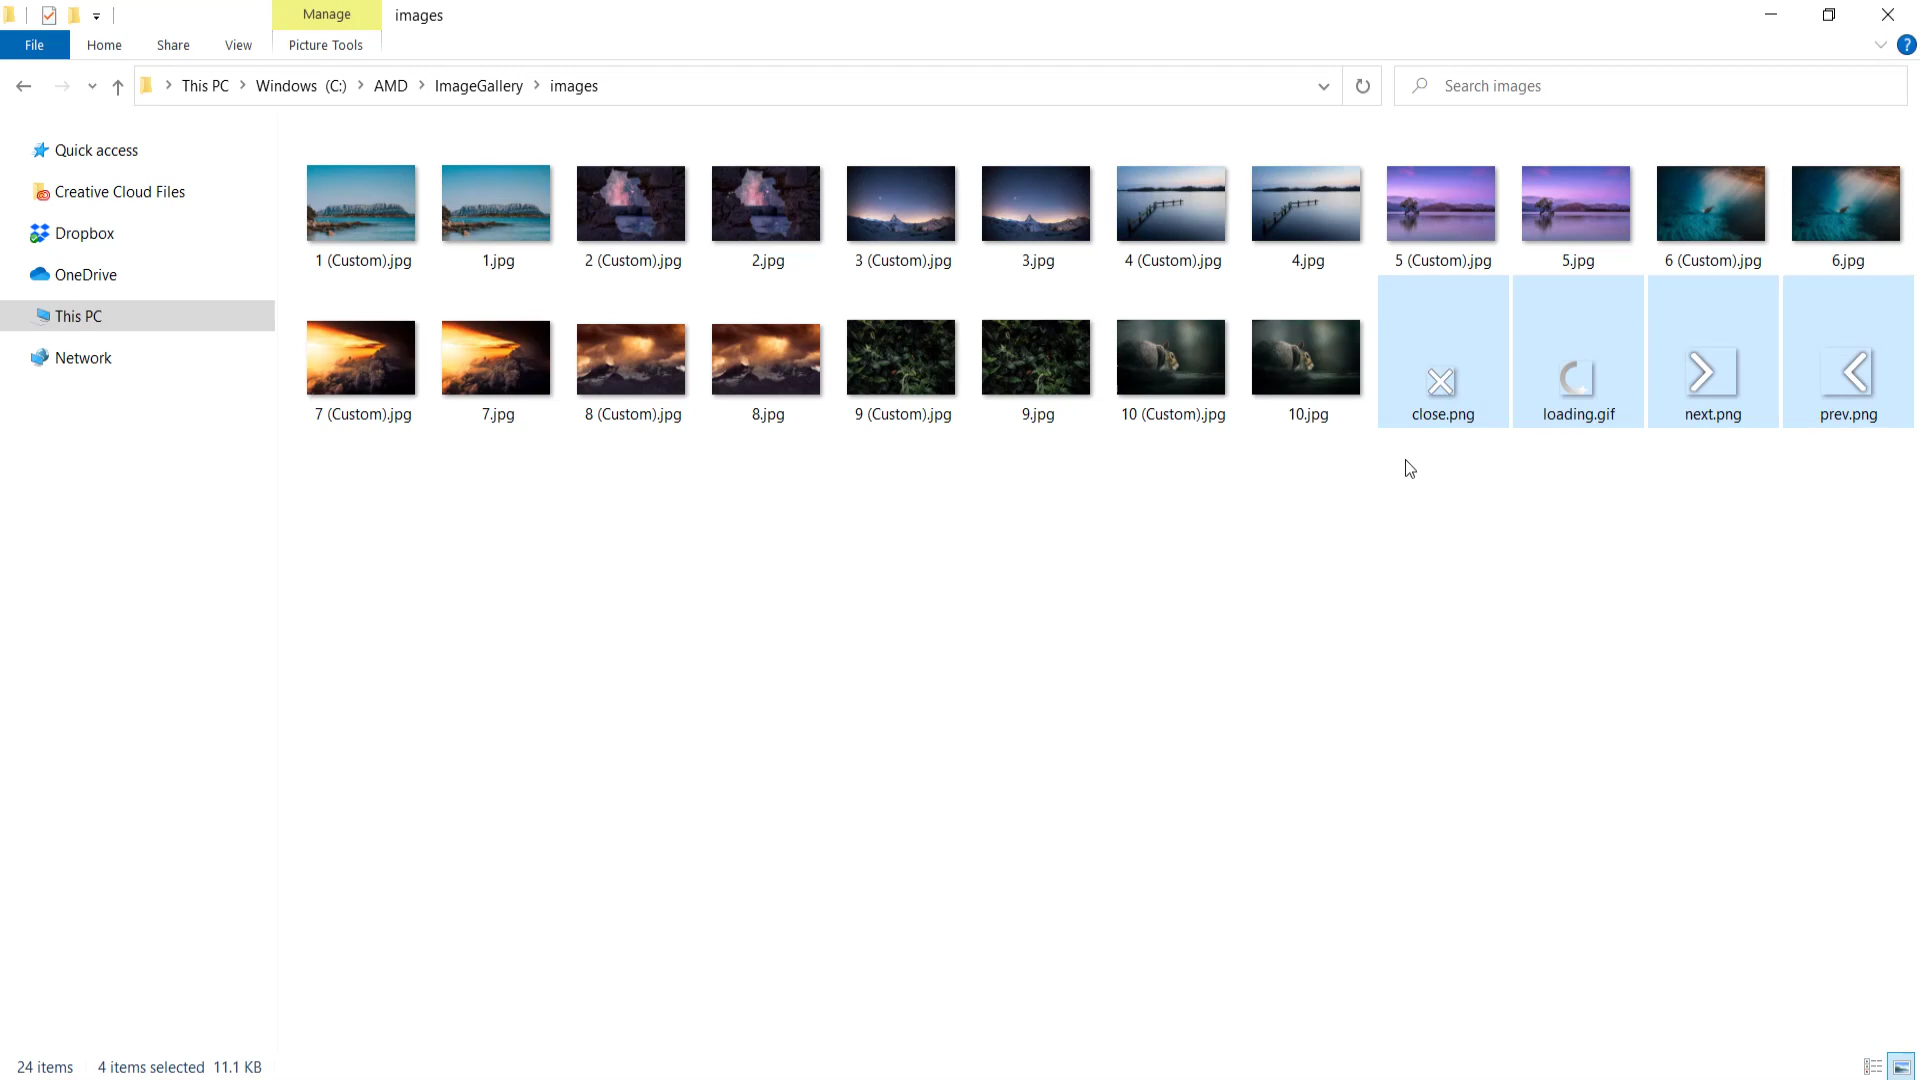 Manage images
File Home Share View Picture Tools ?
This PC Windows (C:) AMD ImageGallery images Search images
Quick access
Creative Cloud Files
Dropbox
OneDrive
This PC
Network
1 (Custom).jpg 1.jpg 2 (Custom).jpg 2.jpg 3 (Custom).jpg 3.jpg 4 (Custom).jpg 4.jpg 5 (Custom).jpg 5.jpg 6 (Custom).jpg 6.jpg
7 (Custom).jpg 7.jpg 8 (Custom).jpg 8.jpg 9 (Custom).jpg 9.jpg 10 (Custom).jpg 10.jpg close.png loading.gif next.png prev.png
24 items 4 items selected 11.1 KB